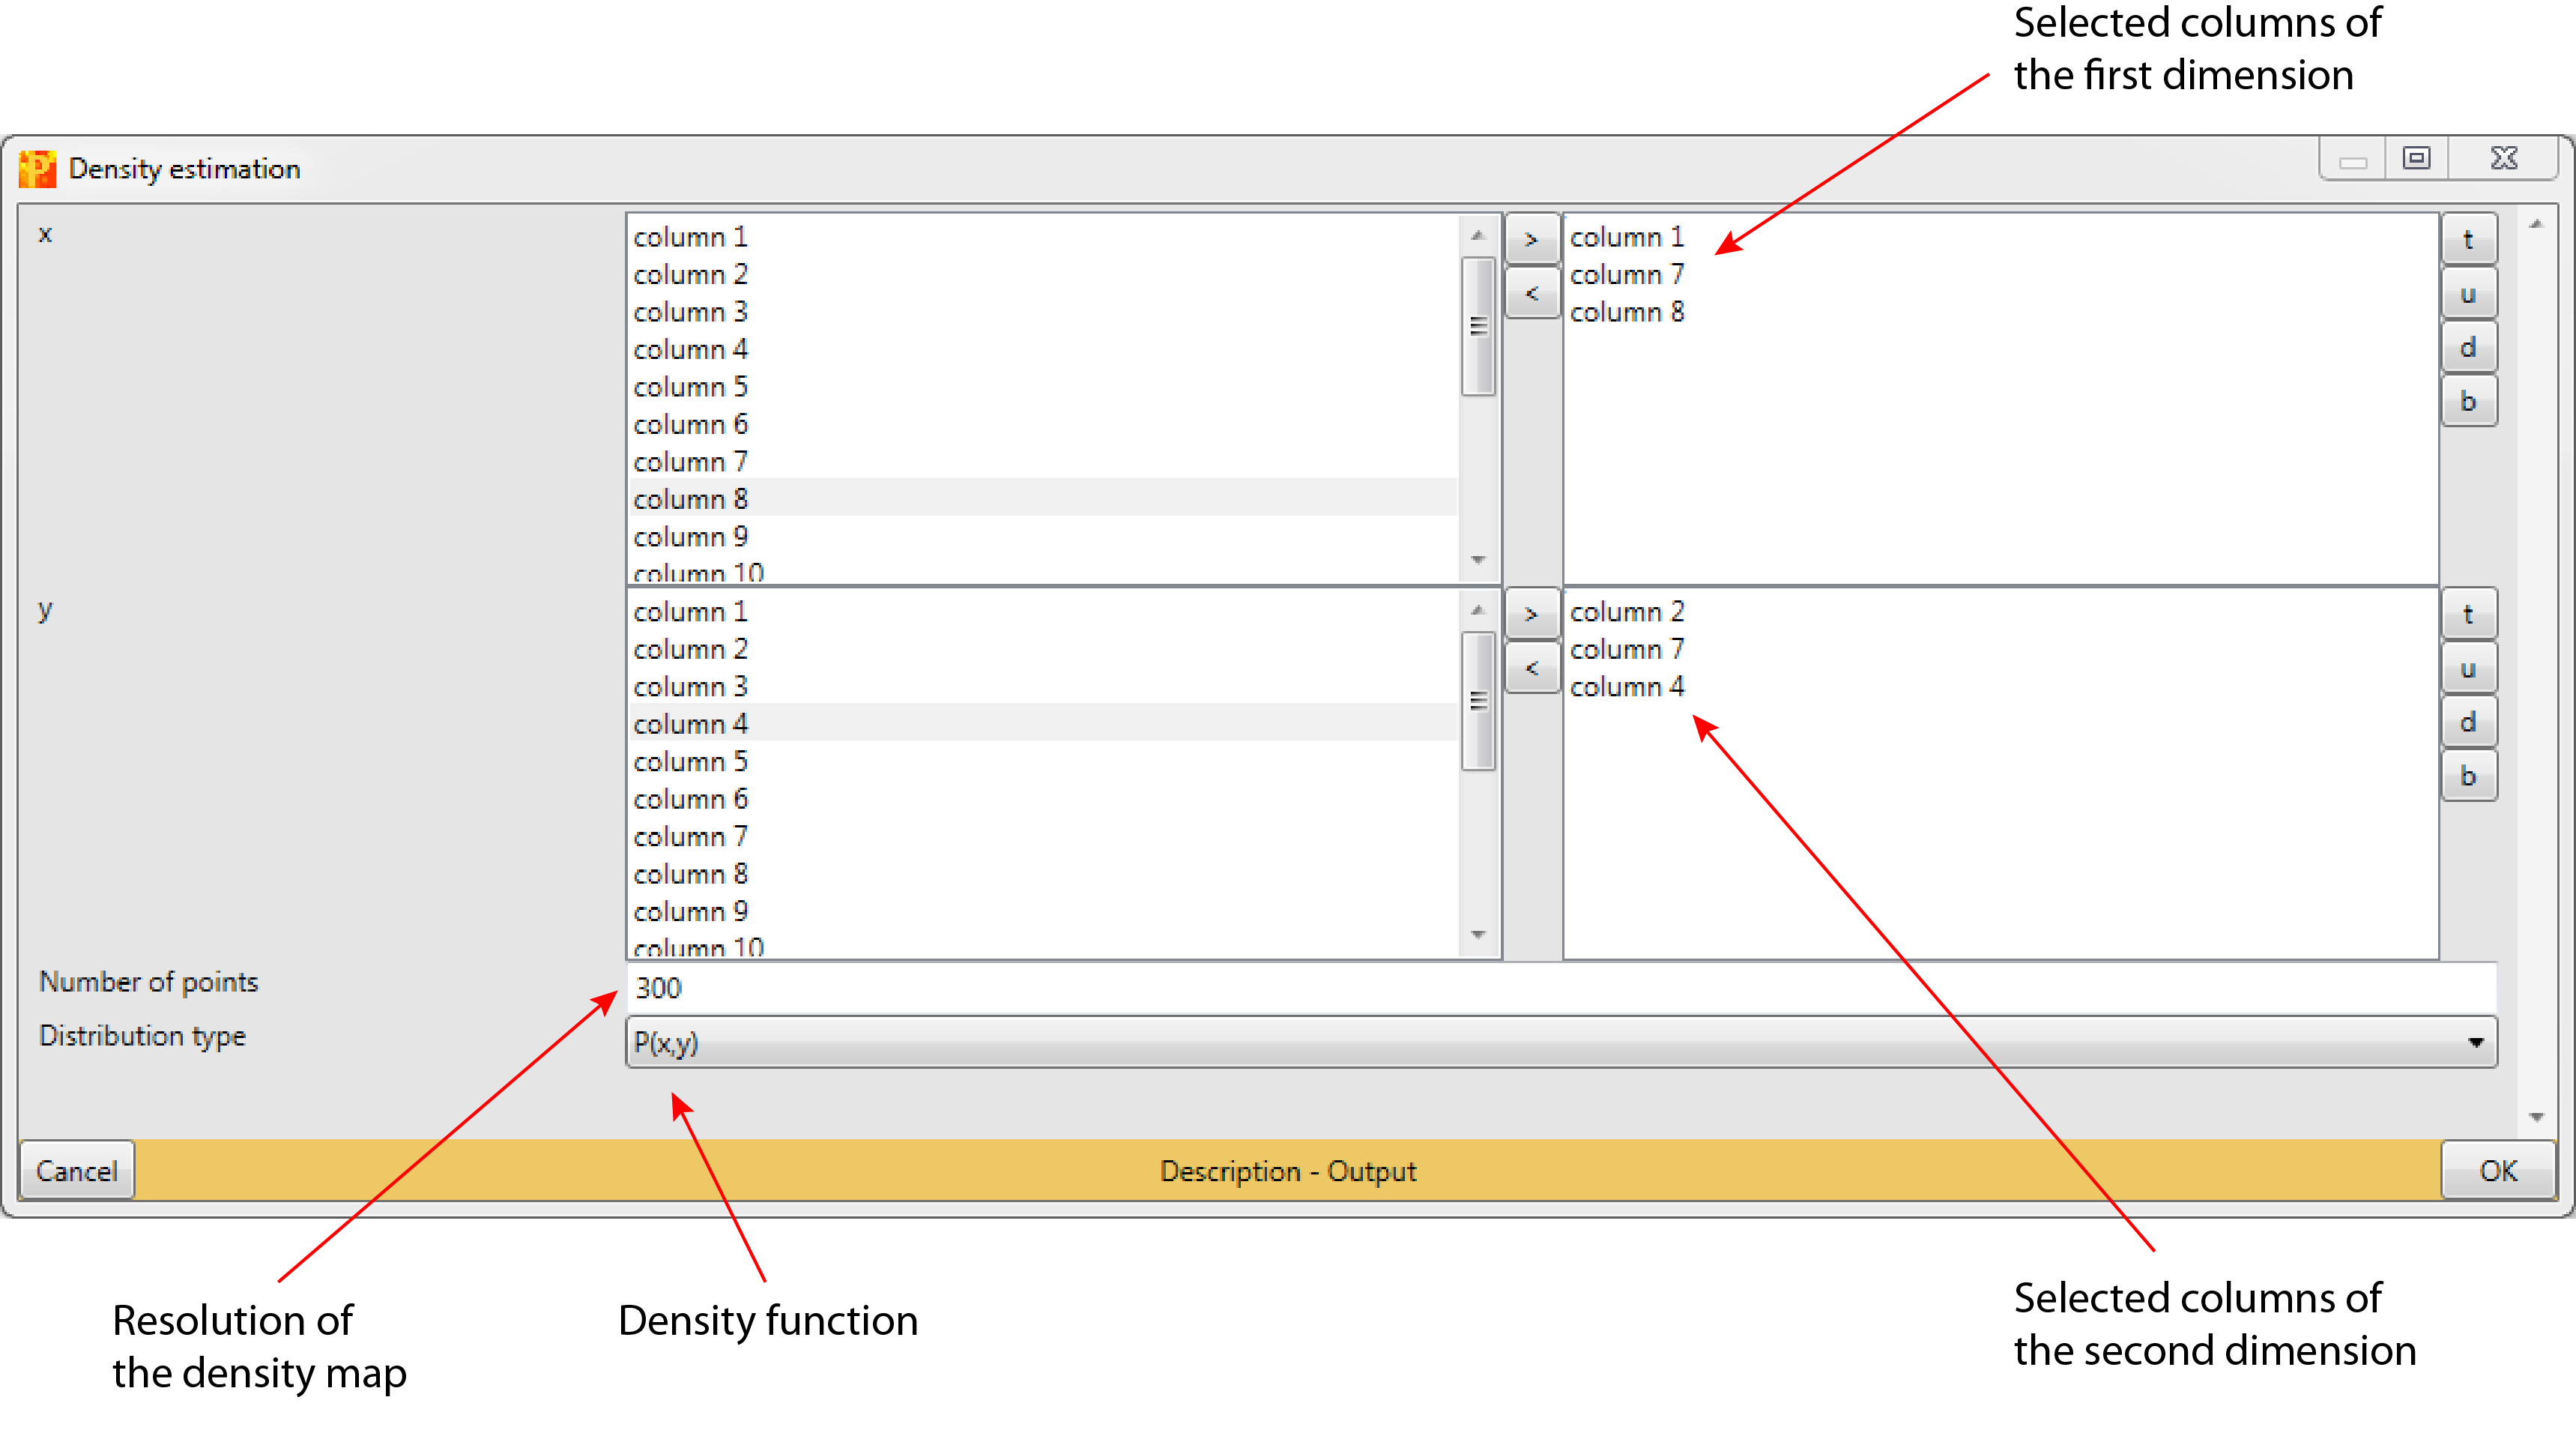 Selected columns of
the first dimension
Density estimation
x
column 1
column 2
column 3
column 4
column 5
column 6
column 7
column 8
column 9
column 10
>
<
column 1
column 7
column 8
t
u
d
b
y
column 1
column 2
column 3
column 4
column 5
column 6
column 7
column 8
column 9
column 10
>
<
column 2
column 7
column 4
t
u
d
b
Number of points
300
Distribution type
P(x,y)
Cancel
Description - Output
OK
Resolution of
the density map
Density function
Selected columns of
the second dimension